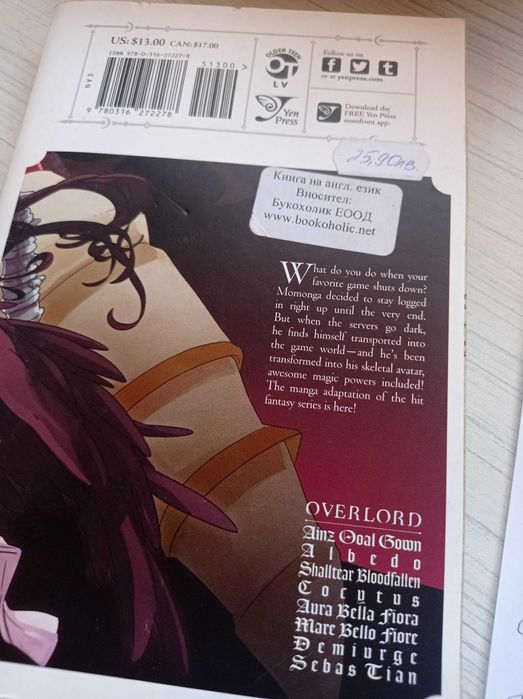 US: $13.00 CAN: $17.00
ISBN 978-0-316-27227-8
51300 >
EAN
9 780316 272278
OLDER TEEN
OT
LV
Yen
Press
Follow us on
f t
or at yenpress.com
Download the
FREE Yen Press
storefront app.
25,90лв.
Книга на англ. език
Вносител:
Букохолик ЕООД
www.bookoholic.net
What do you do when your
favorite game shuts down?
Momonga decided to stay logged
in right up until the very end.
But when the servers go dark,
he finds himself transported into
the game world—and he's been
transformed into his skeletal avatar,
awesome magic powers included!
The manga adaptation of the hit
fantasy series is here!
OVERLORD
Ainz Ooal Gown
Albedo
Shalltear Bloodfallen
Cocytus
Aura Bella Fiora
Mare Bello Fiore
Demiurge
Sebas Tian